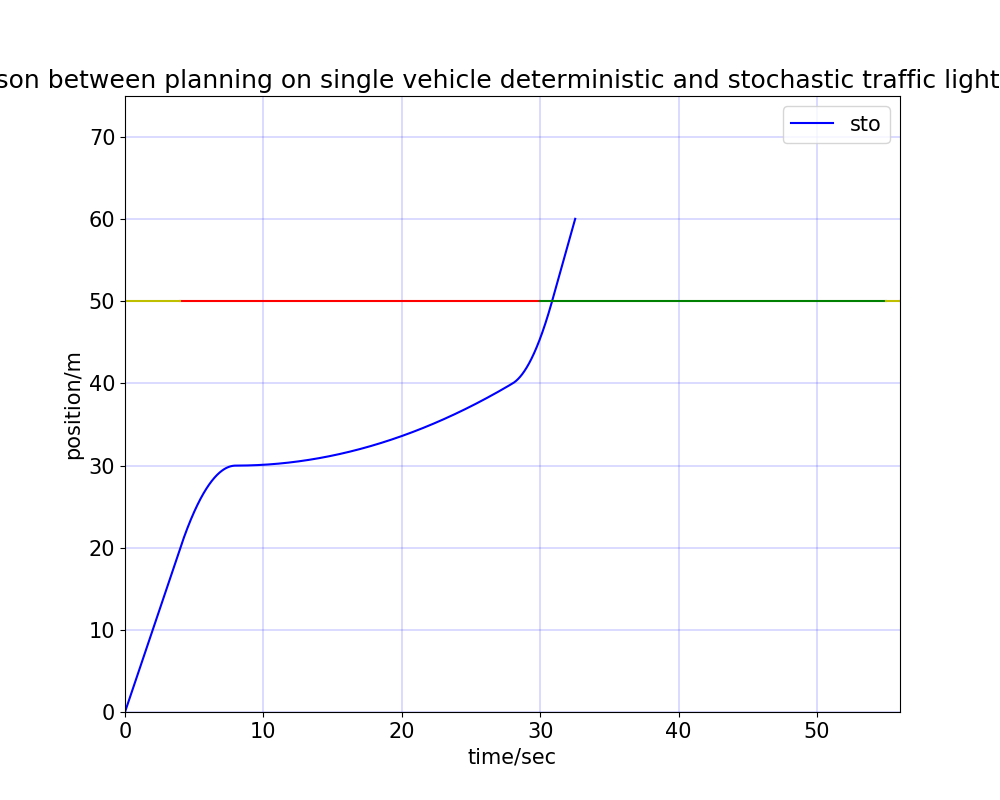 son between planning on single vehicle deterministic and stochastic traffic light
sto
70
60
50
40
30
20
10
0
position/m
0 10 20 30 40 50
time/sec